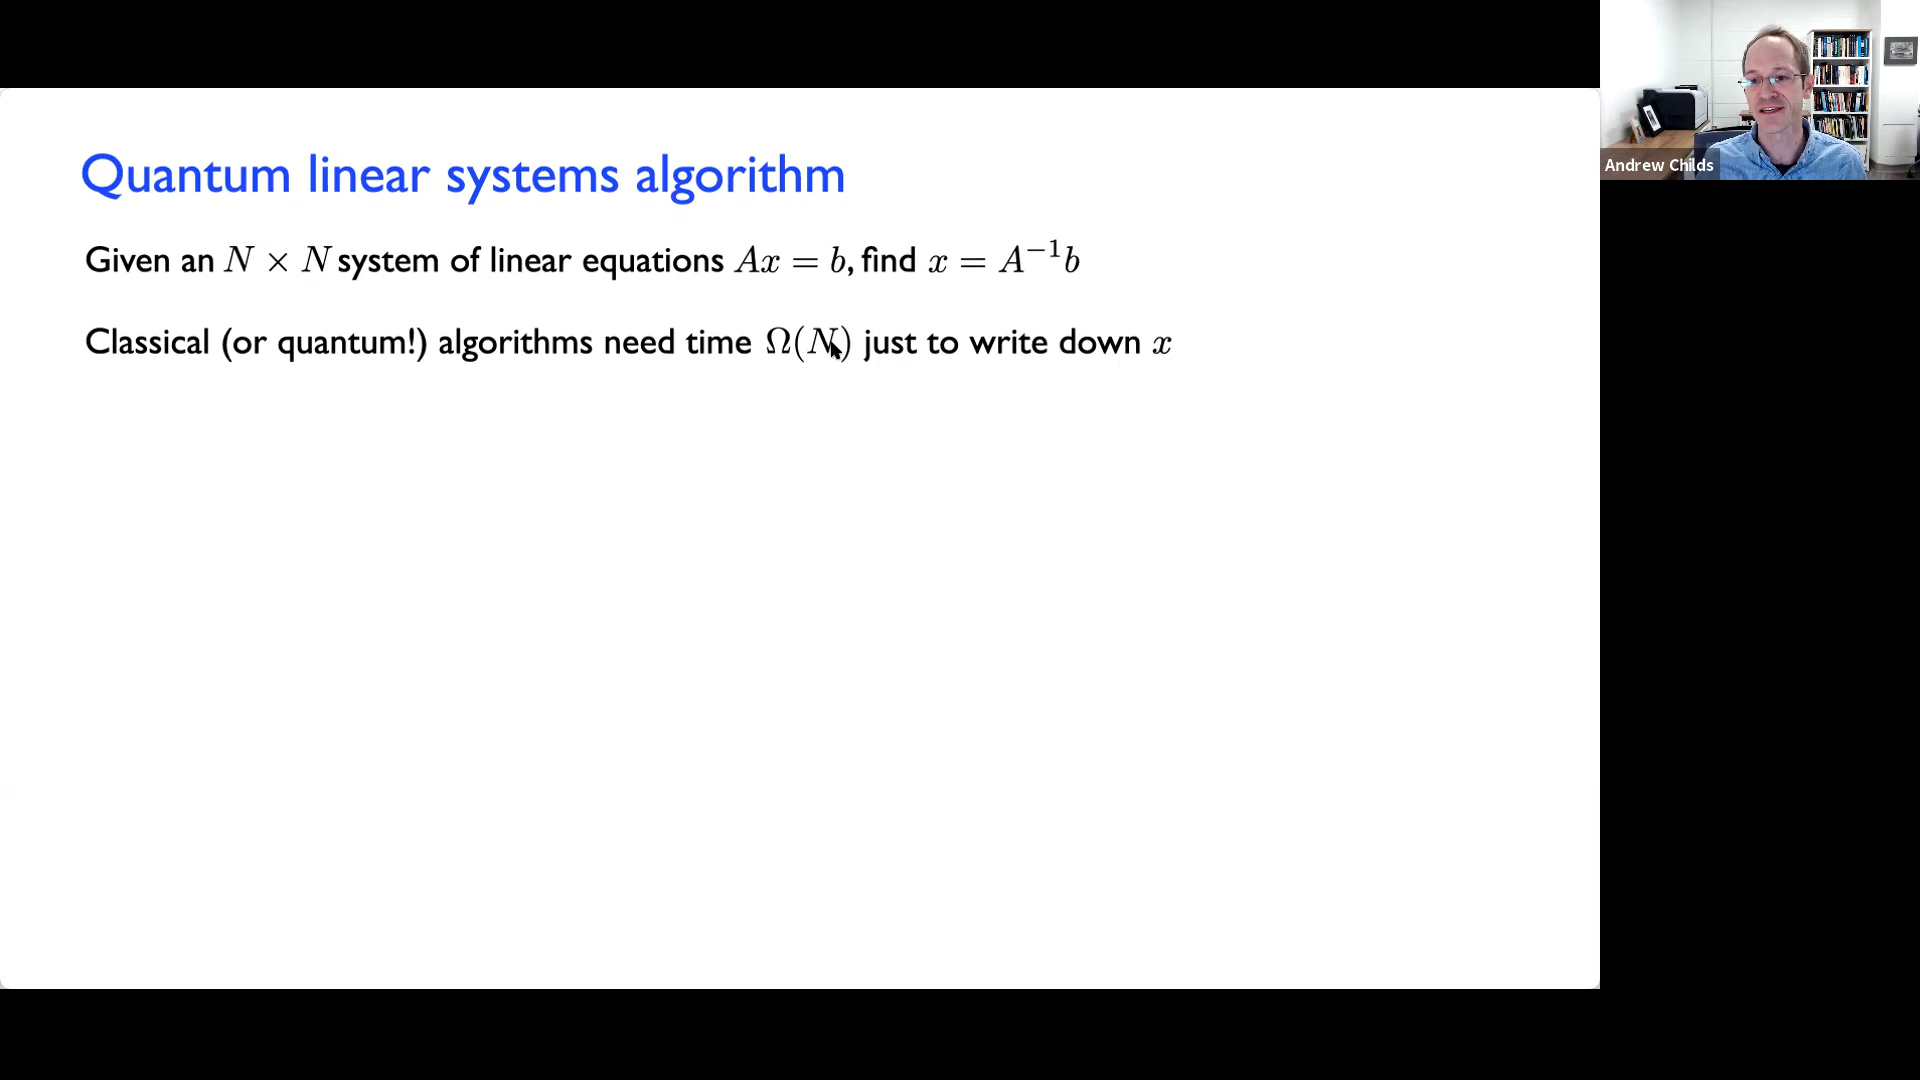 Quantum linear systems algorithm
Given an N × N system of linear equations Ax = b, find x = A⁻¹b
Classical (or quantum!) algorithms need time Ω(N) just to write down x
Andrew Childs